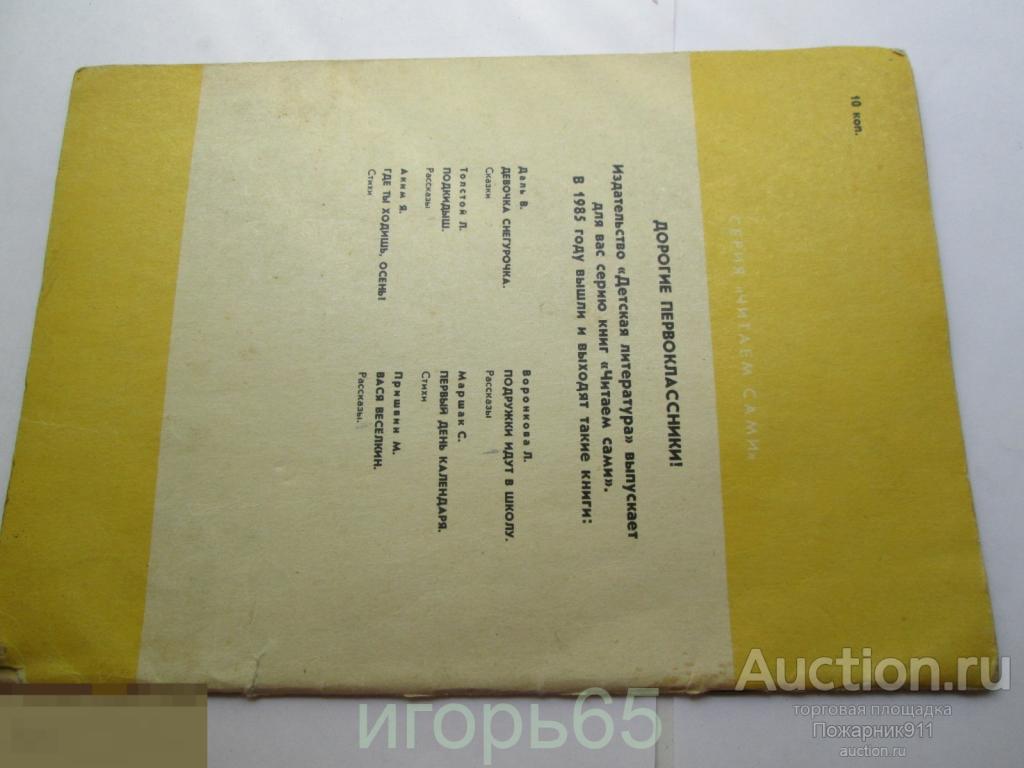 10 коп.
СЕРИЯ «ЧИТАЕМ САМИ»
ДОРОГИЕ ПЕРВОКЛАССНИКИ!
Издательство «Детская литература» выпускает
для вас серию книг «Читаем сами».
В 1985 году вышли и выходят такие книги:
Даль В.
ДЕВОЧКА СНЕГУРОЧКА.
Сказки
Толстой Л.
ПОДКИДЫШ.
Рассказы
Аким Я.
ГДЕ ТЫ ХОДИШЬ, ОСЕНЬ!
Стихи
Воронкова Л.
ПОДРУЖКИ ИДУТ В ШКОЛУ.
Рассказы
Маршак С.
ПЕРВЫЙ ДЕНЬ КАЛЕНДАРЯ.
Стихи
Пришвин М.
ВАСЯ ВЕСЕЛКИН.
Рассказы.
игорь65
Auction.ru
торговая площадка
Пожарник911
auction.ru